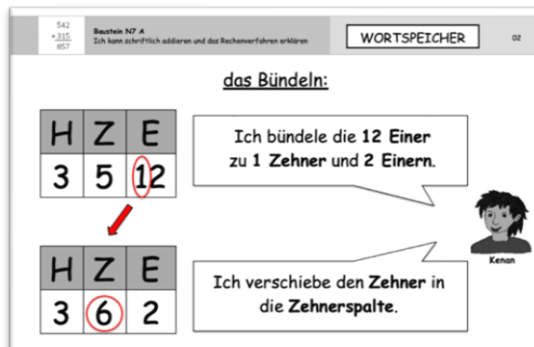 542
+315
857
Baustein N7 A
Ich kann schriftlich addieren und das Rechenverfahren erklären
WORTSPEICHER
02
das Bündeln:
H Z E
3 5 12
Ich bündele die 12 Einer
zu 1 Zehner und 2 Einern.
Kenan
H Z E
3 6 2
Ich verschiebe den Zehner in
die Zehnerspalte.